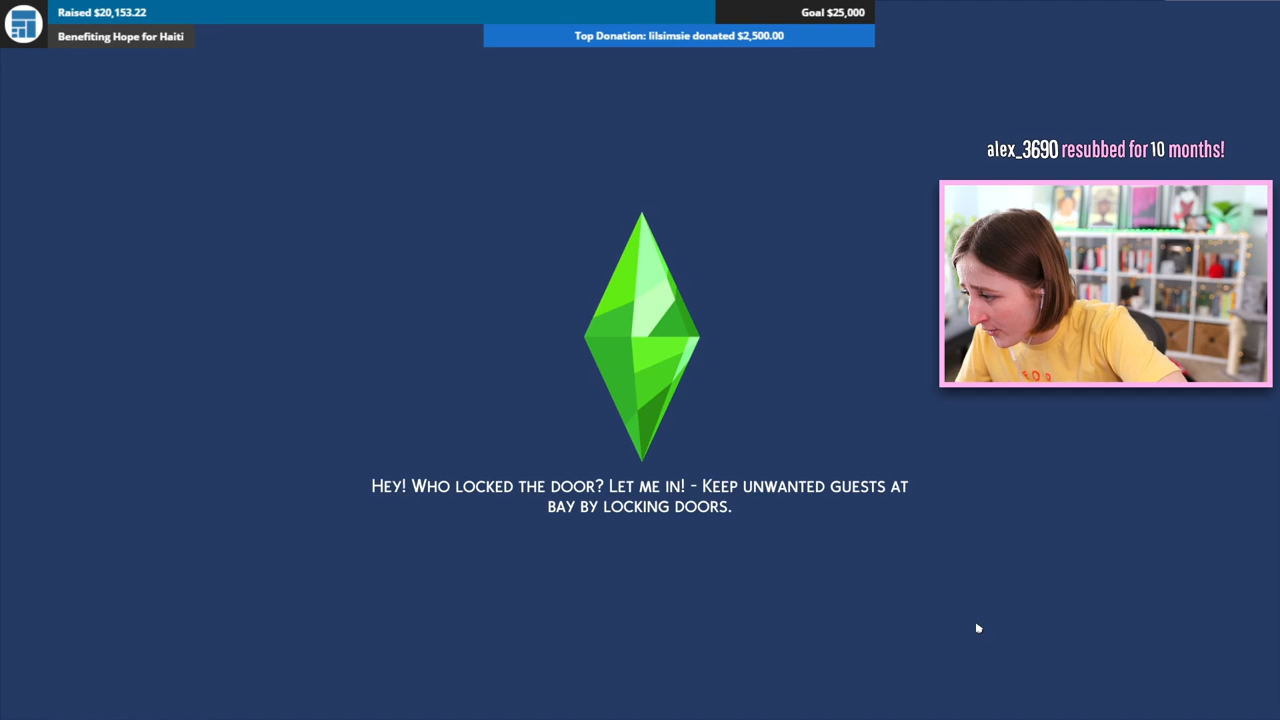 Raised $20,153.22
Goal $25,000
Benefiting Hope for Haiti
Top Donation: lilsimsie donated $2,500.00
alex_3690 resubbed for 10 months!
Hey! Who locked the door? Let me in! - Keep unwanted guests at
bay by locking doors.